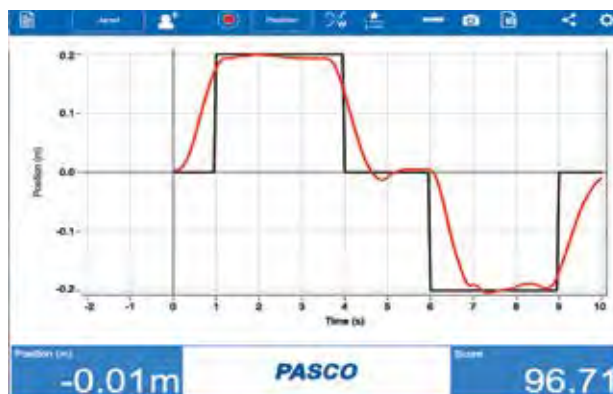 Position
0.2
0.1
0.0
-0.1
-0.2
Position (m)
-2 -1 0 1 2 3 4 5 6 7 8 9 10
Time (s)
Position (m)
-0.01m
PASCO
Score
96.71